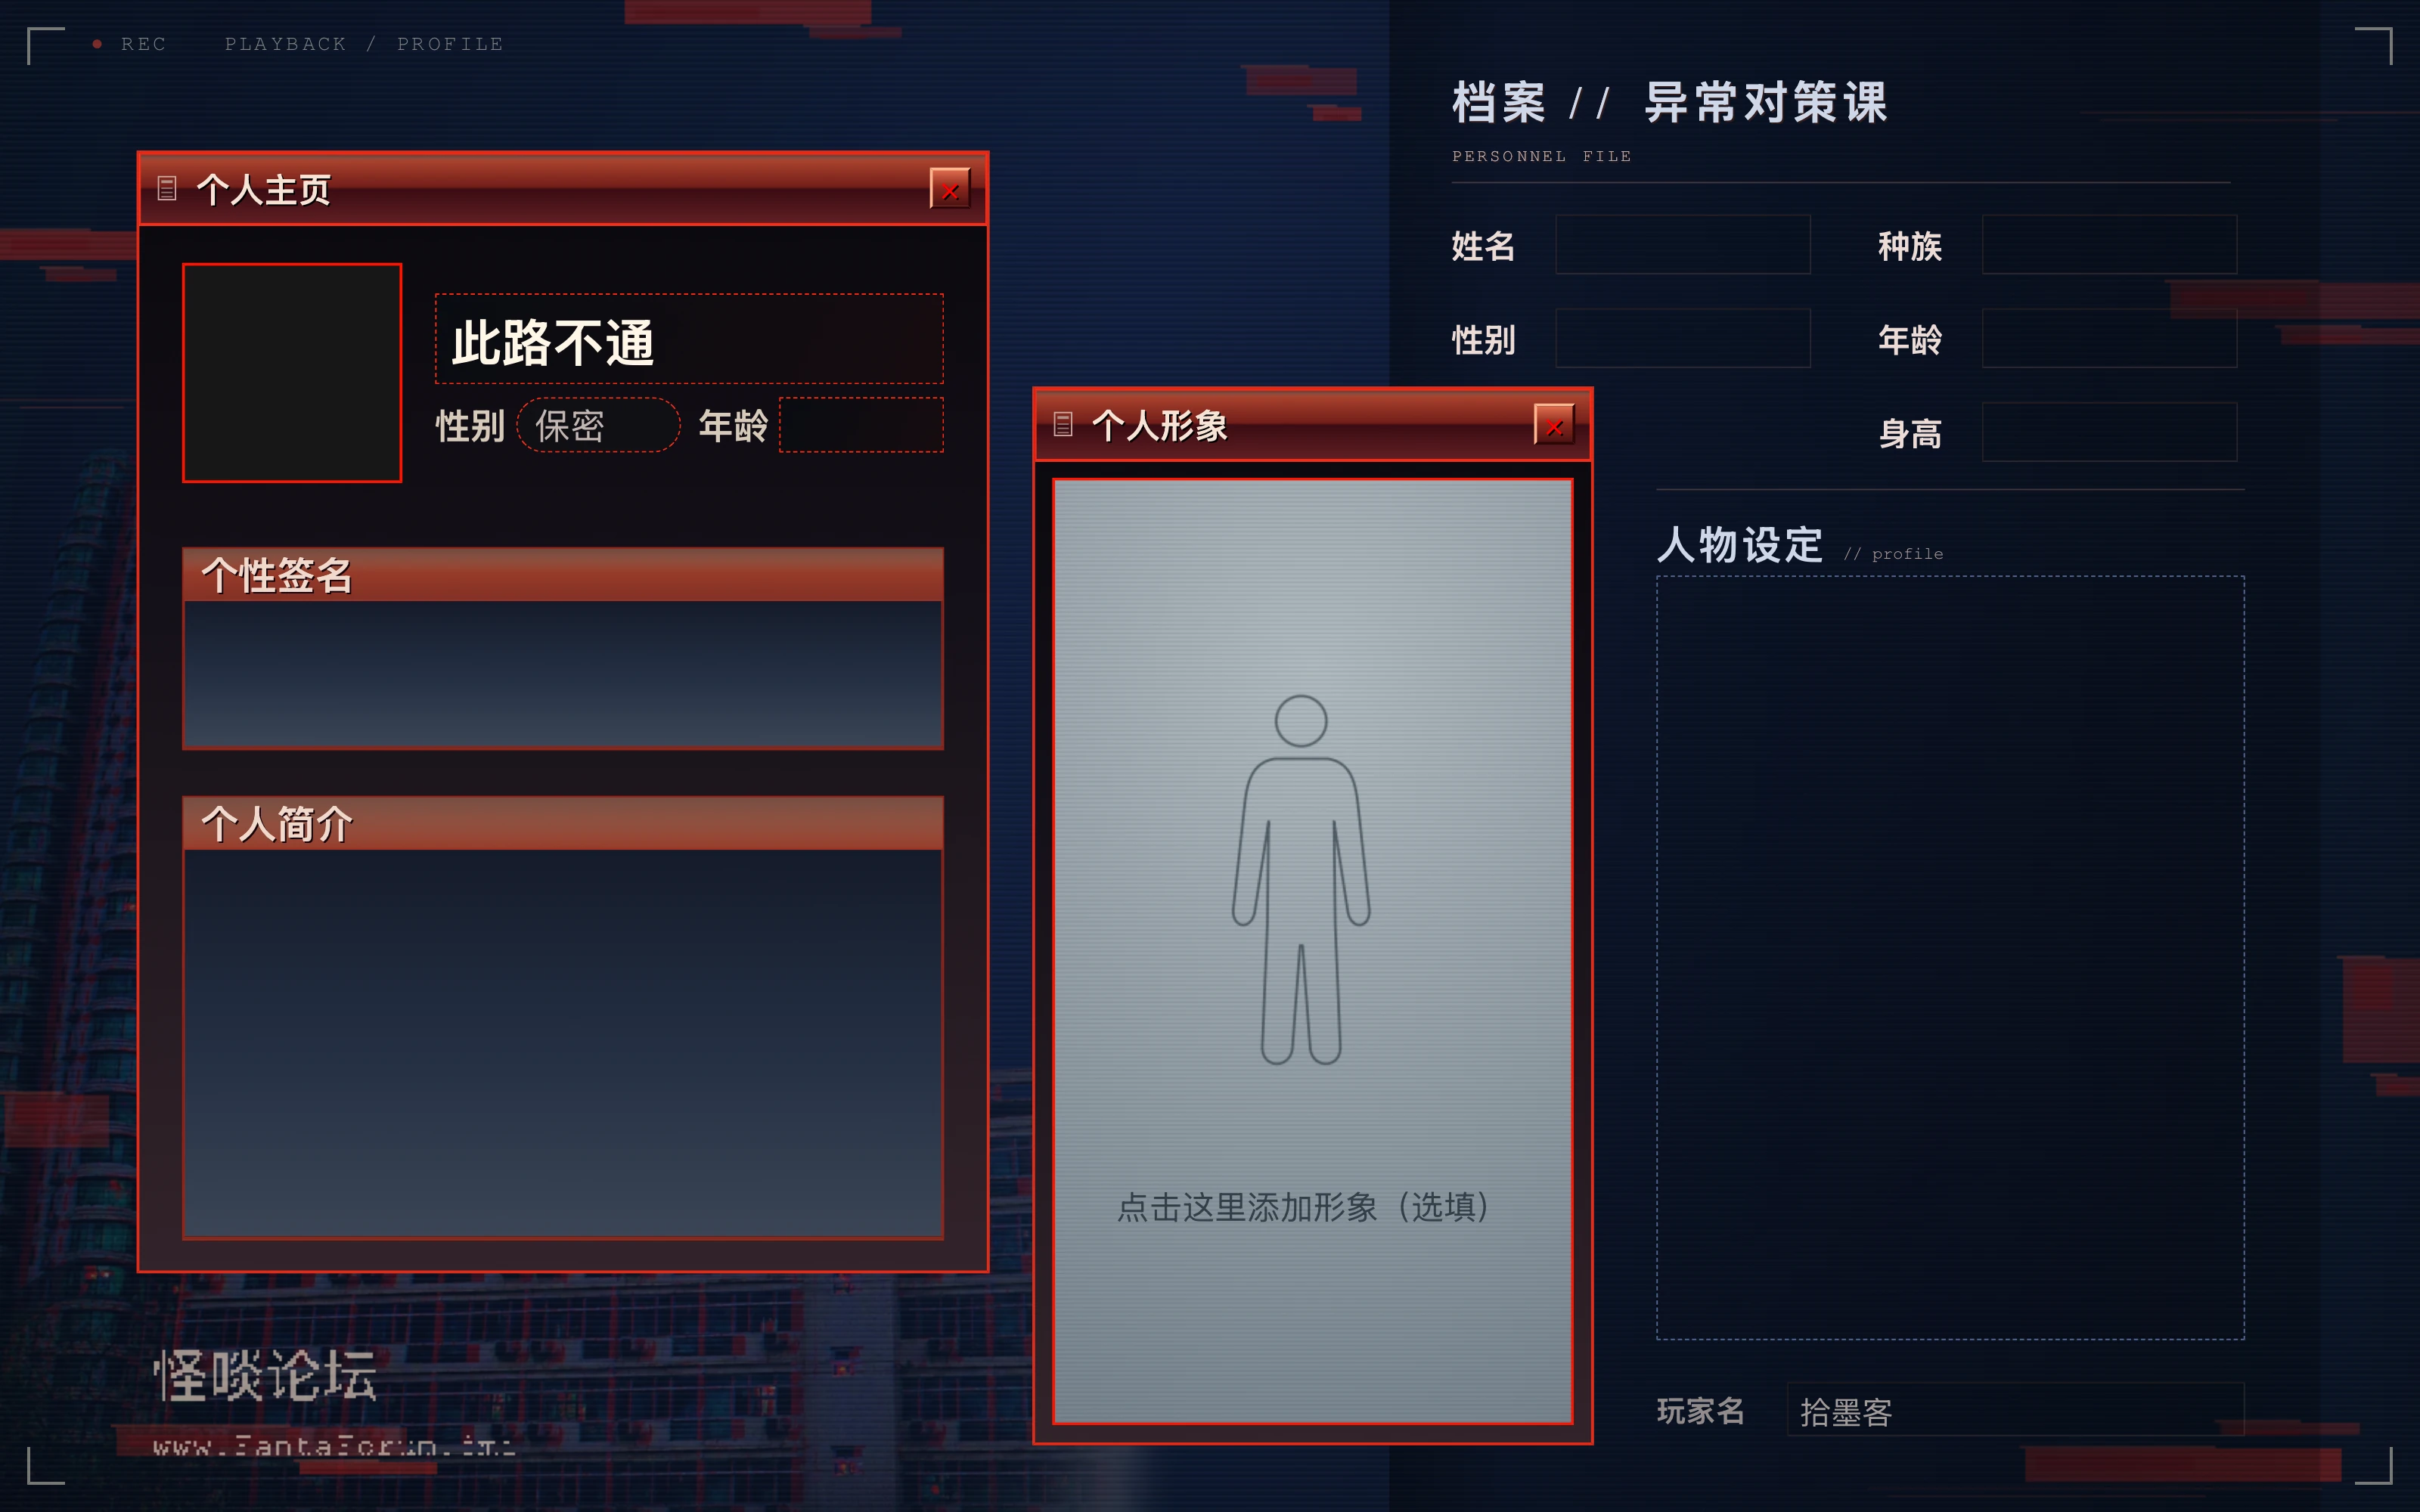 REC PLAYBACK / PROFILE
个人主页
此路不通
性别 保密 年龄
个性签名
个人简介
怪啖论坛
个人形象
点击这里添加形象（选填）
档案 // 异常对策课
PERSONNEL FILE
姓名 种族
性别 年龄
身高
人物设定 // profile
玩家名 拾墨客